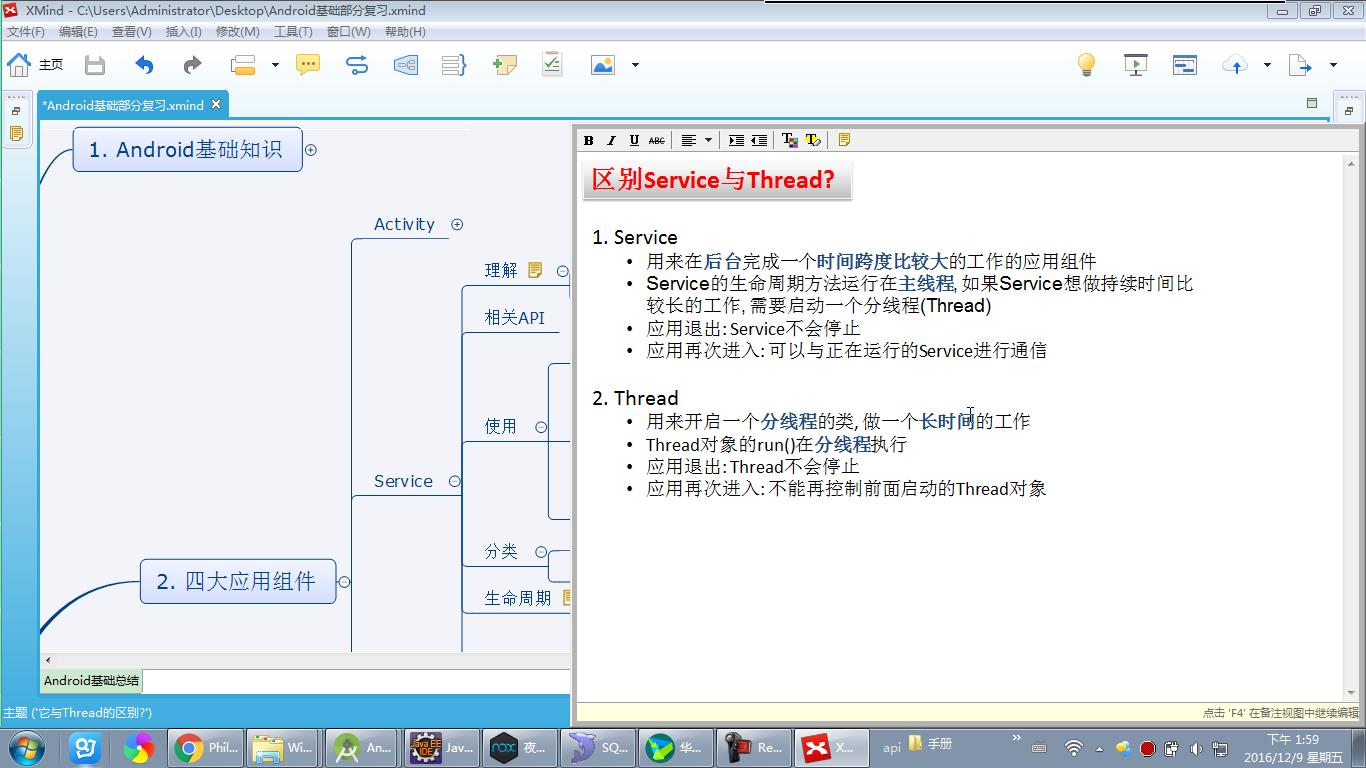 XMind - C:\Users\Administrator\Desktop\Android基础部分复习.xmind
文件(F) 编辑(E) 查看(V) 插入(I) 修改(M) 工具(T) 窗口(W) 帮助(H)
主页
*Android基础部分复习.xmind
1. Android基础知识
B I U ABC
区别Service与Thread?
Activity
1. Service
• 用来在后台完成一个时间跨度比较大的工作的应用组件
理解
• Service的生命周期方法运行在主线程, 如果Service想做持续时间比
较长的工作, 需要启动一个分线程(Thread)
相关API
• 应用退出: Service不会停止
• 应用再次进入: 可以与正在运行的Service进行通信
2. Thread
使用
• 用来开启一个分线程的类, 做一个长时间的工作
• Thread对象的run()在分线程执行
• 应用退出: Thread不会停止
Service
• 应用再次进入: 不能再控制前面启动的Thread对象
分类
2. 四大应用组件
生命周期
Android基础总结
主题 ('它与Thread的区别?')
点击 'F4' 在备注视图中继续编辑
Phil... Wi... An... Jav... 夜... SQ... 华... Re... X... api 手册
下午 1:59
2016/12/9 星期五